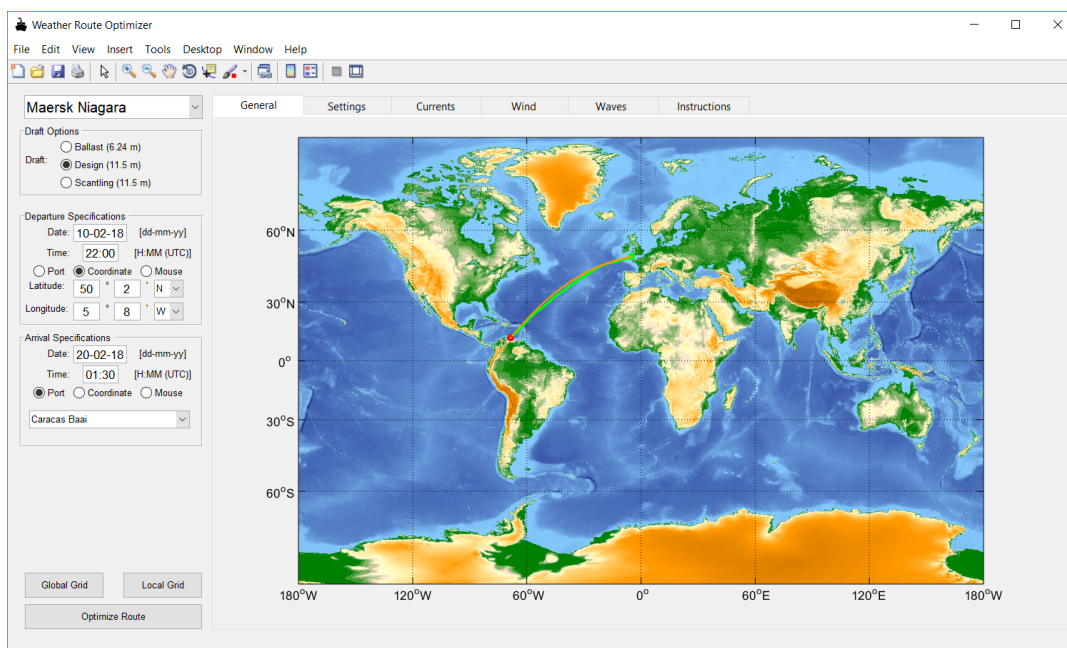 Weather Route Optimizer
File Edit View Insert Tools Desktop Window Help
Maersk Niagara
General Settings Currents Wind Waves Instructions
Draft Options
Draft:
Ballast (6.24 m)
Design (11.5 m)
Scantling (11.5 m)
Departure Specifications
Date: 10-02-18 [dd-mm-yy]
Time: 22:00 [H:MM (UTC)]
Port Coordinate Mouse
Latitude: 50 ° 2 ' N
Longitude: 5 ° 8 ' W
Arrival Specifications
Date: 20-02-18 [dd-mm-yy]
Time: 01:30 [H:MM (UTC)]
Port Coordinate Mouse
Caracas Baai
Global Grid Local Grid
Optimize Route
60°N
30°N
0°
30°S
60°S
180°W 120°W 60°W 0° 60°E 120°E 180°W